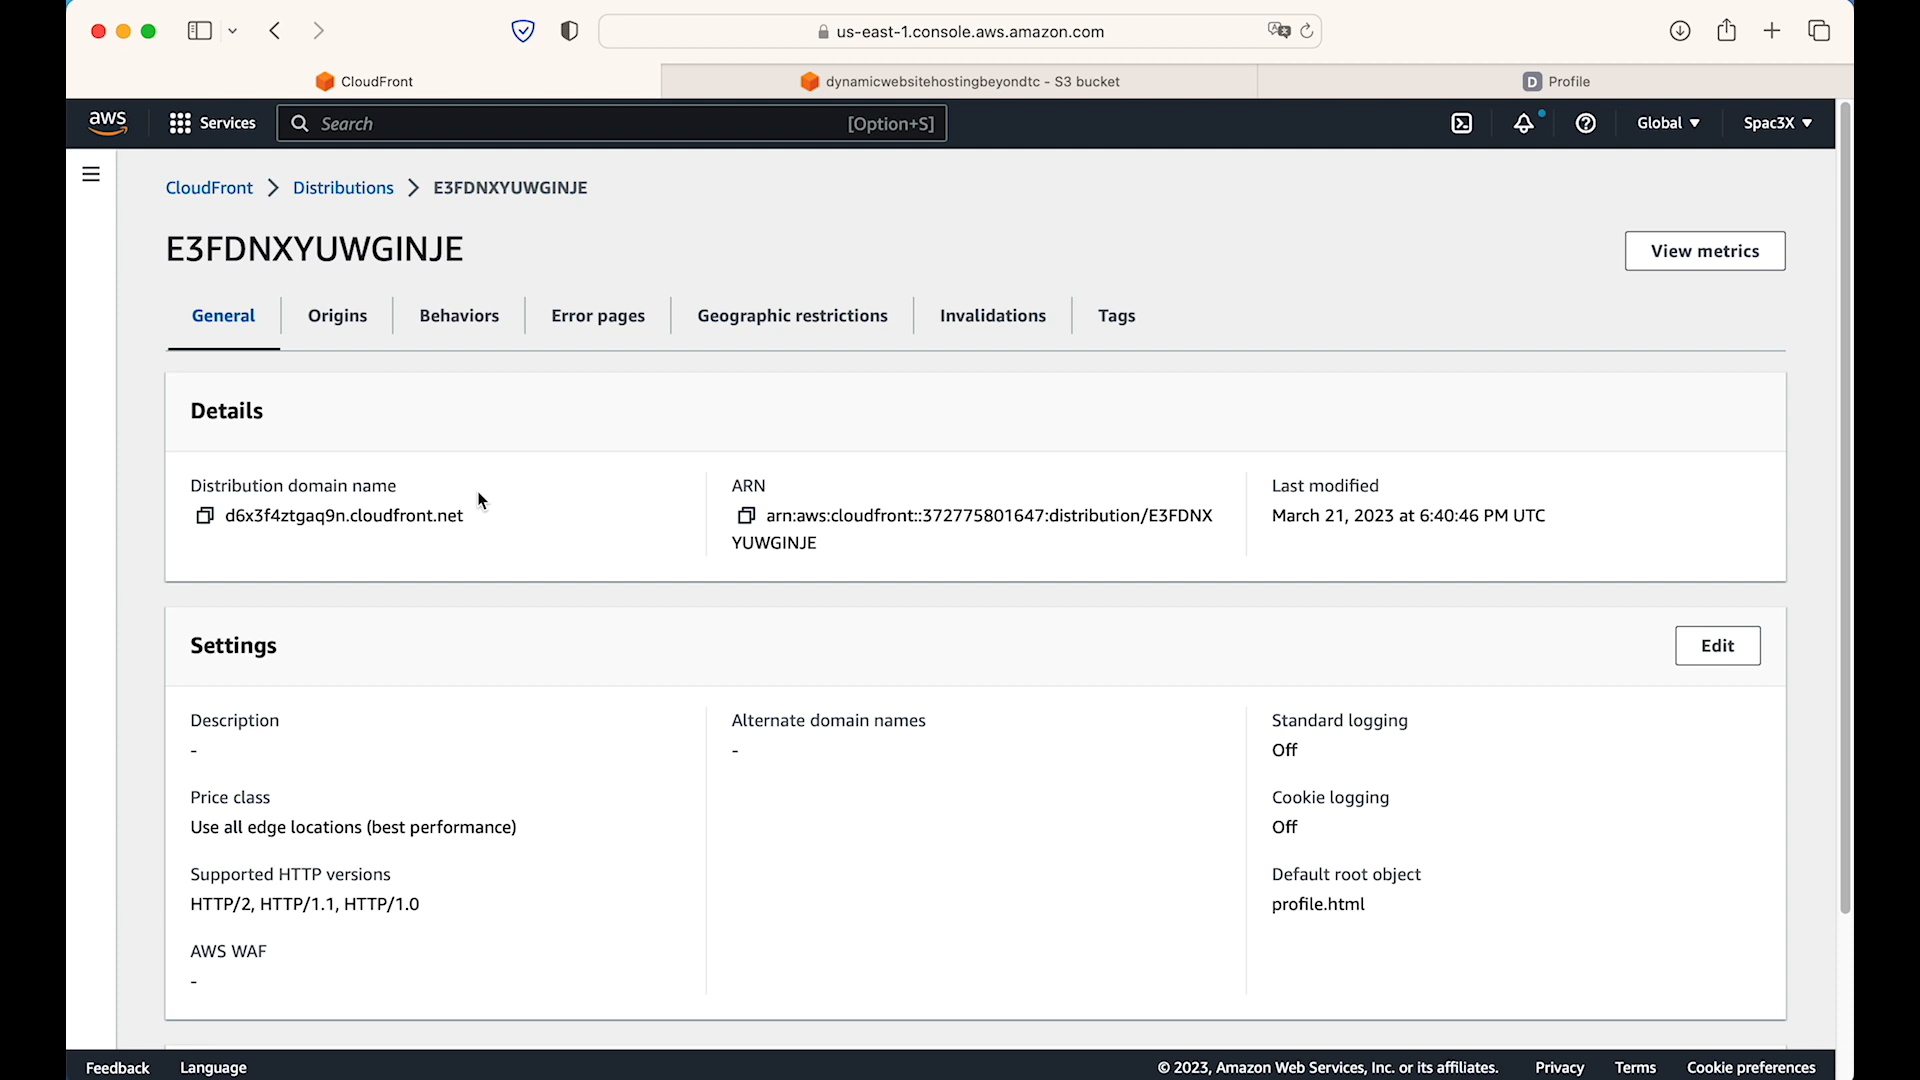 us-east-1.console.aws.amazon.com
CloudFront
dynamicwebsitehostingbeyondtc - S3 bucket
D Profile
aws
Services
Search
[Option+S]
Global
Spac3X
CloudFront > Distributions > E3FDNXYUWGINJE
E3FDNXYUWGINJE
View metrics
General
Origins
Behaviors
Error pages
Geographic restrictions
Invalidations
Tags
Details
Distribution domain name
d6x3f4ztgaq9n.cloudfront.net
ARN
arn:aws:cloudfront::372775801647:distribution/E3FDNX
YUWGINJE
Last modified
March 21, 2023 at 6:40:46 PM UTC
Settings
Edit
Description
-
Price class
Use all edge locations (best performance)
Supported HTTP versions
HTTP/2, HTTP/1.1, HTTP/1.0
AWS WAF
-
Alternate domain names
-
Standard logging
Off
Cookie logging
Off
Default root object
profile.html
Feedback
Language
© 2023, Amazon Web Services, Inc. or its affiliates.
Privacy
Terms
Cookie preferences